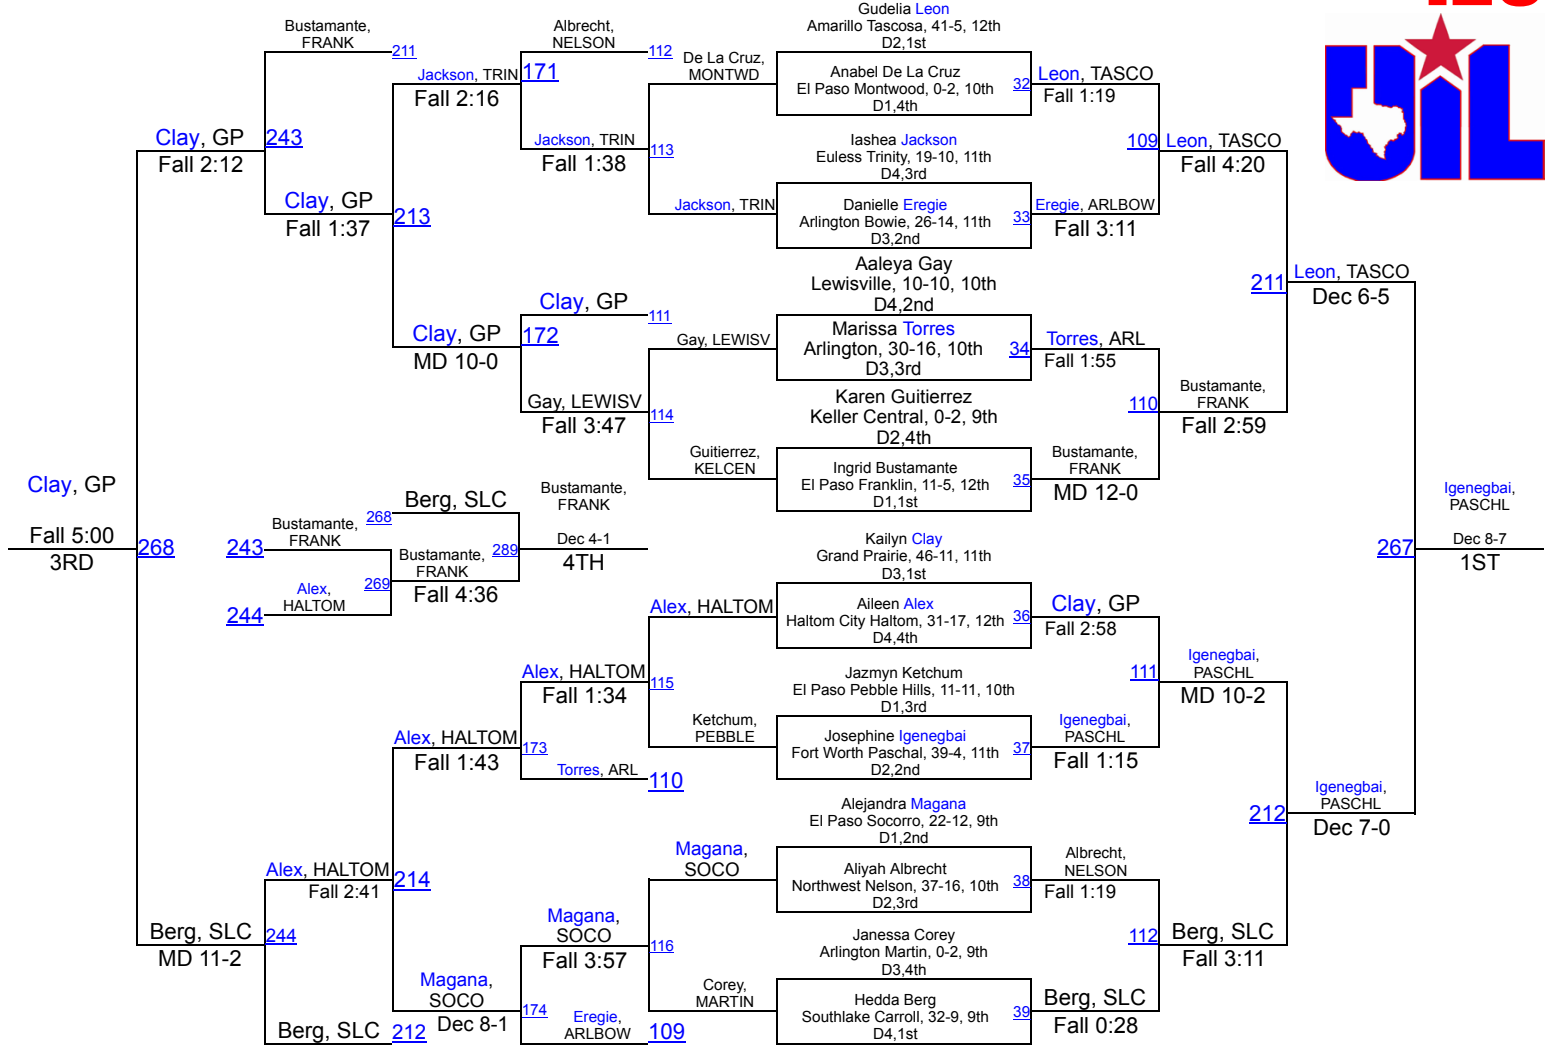 Gudelia Leon
Amarillo Tascosa, 41-5, 12th
D2,1st
Anabel De La Cruz
El Paso Montwood, 0-2, 10th
D1,4th
32
Iashea Jackson
Euless Trinity, 19-10, 11th
D4,3rd
Danielle Eregie
Arlington Bowie, 26-14, 11th
D3,2nd
33
Aaleya Gay
Lewisville, 10-10, 10th
D4,2nd
Marissa Torres
Arlington, 30-16, 10th
D3,3rd
34
Karen Guitierrez
Keller Central, 0-2, 9th
D2,4th
Ingrid Bustamante
El Paso Franklin, 11-5, 12th
D1,1st
35
Kailyn Clay
Grand Prairie, 46-11, 11th
D3,1st
Aileen Alex
Haltom City Haltom, 31-17, 12th
D4,4th
36
Jazmyn Ketchum
El Paso Pebble Hills, 11-11, 10th
D1,3rd
Josephine Igenegbai
Fort Worth Paschal, 39-4, 11th
D2,2nd
37
Alejandra Magana
El Paso Socorro, 22-12, 9th
D1,2nd
Aliyah Albrecht
Northwest Nelson, 37-16, 10th
D2,3rd
38
Janessa Corey
Arlington Martin, 0-2, 9th
D3,4th
Hedda Berg
Southlake Carroll, 32-9, 9th
D4,1st
39
Leon, TASCO
Fall 1:19
Eregie, ARLBOW
Fall 3:11
Torres, ARL
Fall 1:55
Bustamante,
FRANK
MD 12-0
Clay, GP
Fall 2:58
Igenegbai,
PASCHL
Fall 1:15
Albrecht,
NELSON
Fall 1:19
Berg, SLC
Fall 0:28
109
Leon, TASCO
Fall 4:20
110
Bustamante,
FRANK
Fall 2:59
111
Igenegbai,
PASCHL
MD 10-2
112
Berg, SLC
Fall 3:11
211
Leon, TASCO
Dec 6-5
212
Igenegbai,
PASCHL
Dec 7-0
267
Igenegbai,
PASCHL
Dec 8-7
1ST
UIL
De La Cruz,
MONTWD
Jackson, TRIN
113
Gay, LEWISV
Guitierrez,
KELCEN
114
Alex, HALTOM
Ketchum,
PEBBLE
115
Magana,
SOCO
Corey,
MARTIN
116
Albrecht,
NELSON
112
Jackson, TRIN
Fall 1:38
171
Clay, GP
111
Gay, LEWISV
Fall 3:47
172
Alex, HALTOM
Fall 1:34
Torres, ARL
110
173
Magana,
SOCO
Fall 3:57
Eregie,
ARLBOW
109
174
Jackson, TRIN
Fall 2:16
Clay, GP
MD 10-0
213
Alex, HALTOM
Fall 1:43
Magana,
SOCO
Dec 8-1
214
Bustamante,
FRANK
211
Clay, GP
Fall 1:37
243
Alex, HALTOM
Fall 2:41
Berg, SLC
212
244
Clay, GP
Fall 2:12
Berg, SLC
MD 11-2
268
Clay, GP
Fall 5:00
3RD
243
Bustamante,
FRANK
244
Alex,
HALTOM
269
268
Berg, SLC
Bustamante,
FRANK
Fall 4:36
289
Bustamante,
FRANK
Dec 4-1
4TH